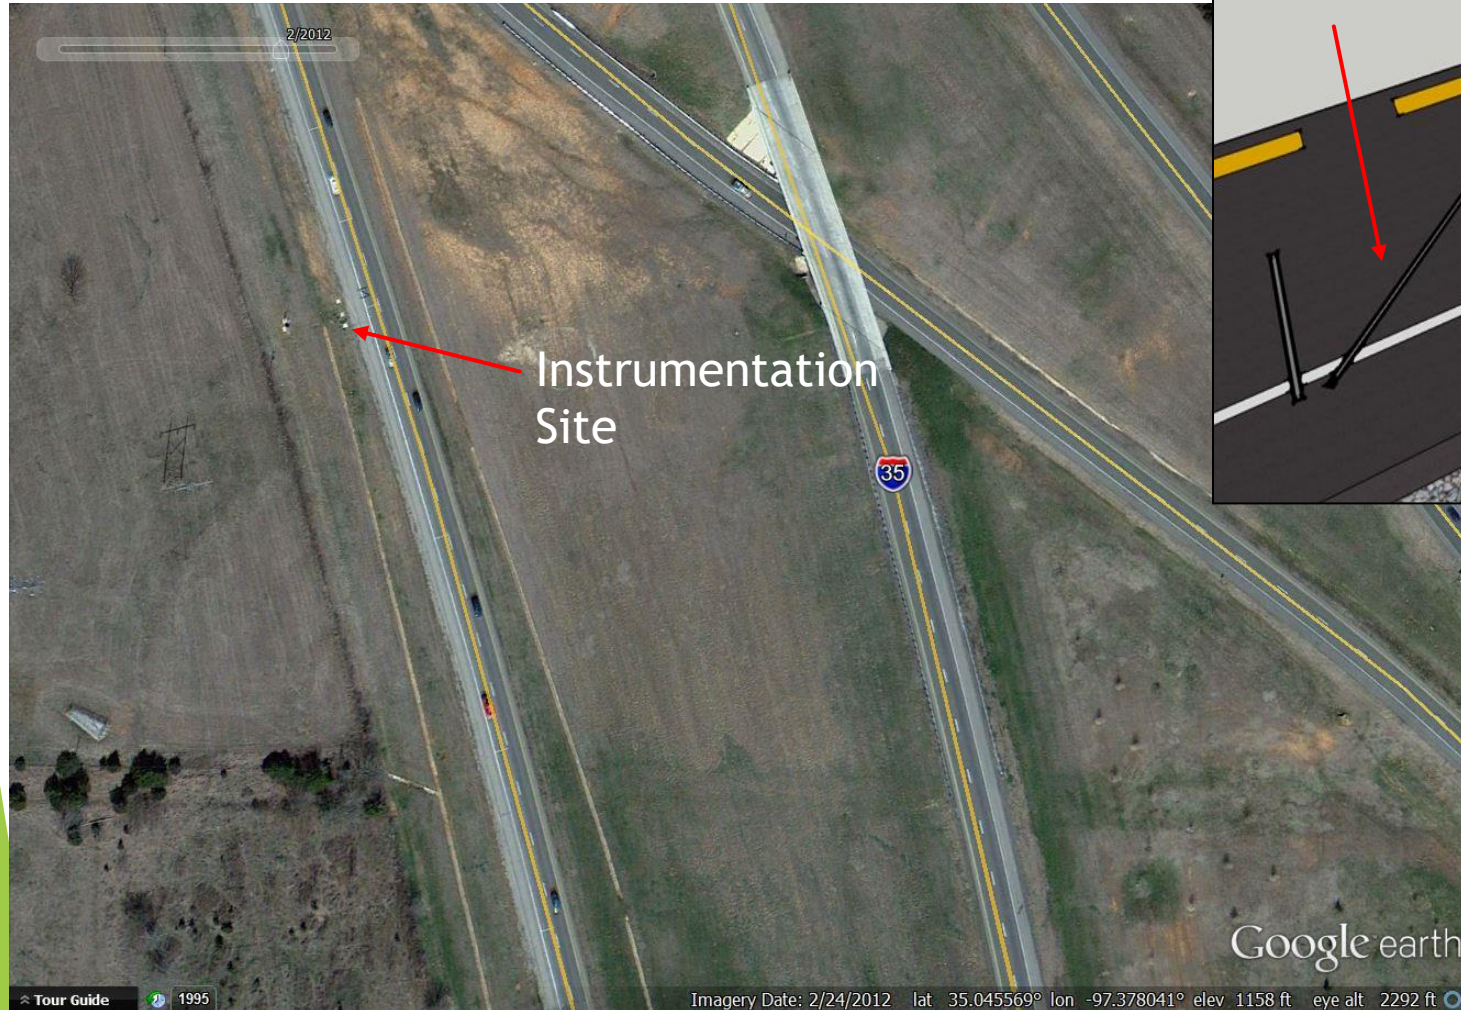 2/2012
Instrumentation
Site
35
Google earth
Tour Guide
1995
Imagery Date: 2/24/2012 lat 35.045569° lon -97.378041° elev 1158 ft eye alt 2292 ft